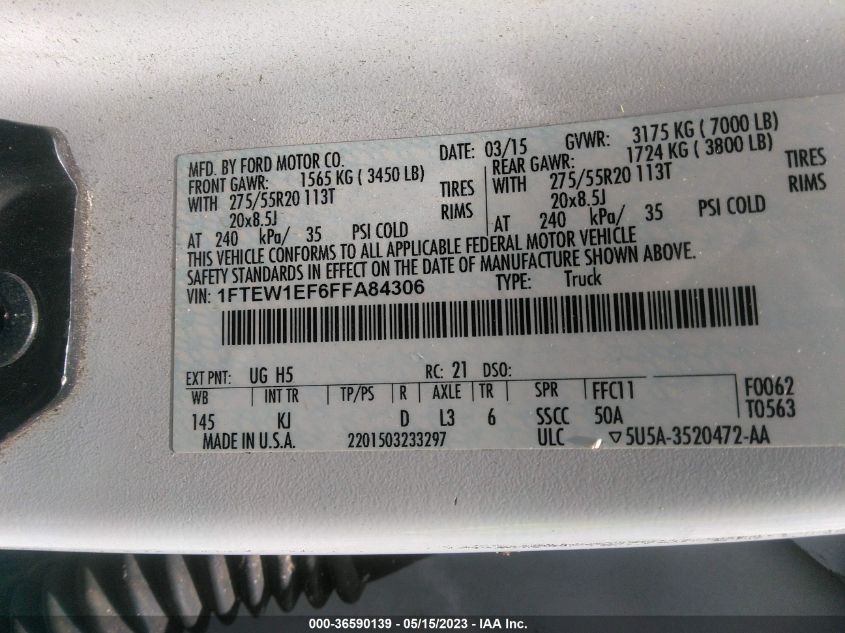 MFD. BY FORD MOTOR CO. DATE: 03/15 GVWR: 3175 KG ( 7000 LB)
FRONT GAWR: 1565 KG ( 3450 LB) REAR GAWR: 1724 KG ( 3800 LB)
WITH 275/55R20 113T TIRES WITH 275/55R20 113T TIRES
20x8.5J RIMS 20x8.5J RIMS
AT 240 kPa/ 35 PSI COLD AT 240 kPa/ 35 PSI COLD
THIS VEHICLE CONFORMS TO ALL APPLICABLE FEDERAL MOTOR VEHICLE
SAFETY STANDARDS IN EFFECT ON THE DATE OF MANUFACTURE SHOWN ABOVE.
VIN: 1FTEW1EF6FFA84306 TYPE: Truck
EXT PNT: UG H5 RC: 21 DSO:
WB INT TR TP/PS R AXLE TR SPR FFC11 F0062
145 KJ D L3 6 SSCC 50A T0563
MADE IN U.S.A. 2201503233297 ULC ▽5U5A-3520472-AA
000-36590139 - 05/15/2023 - IAA Inc.